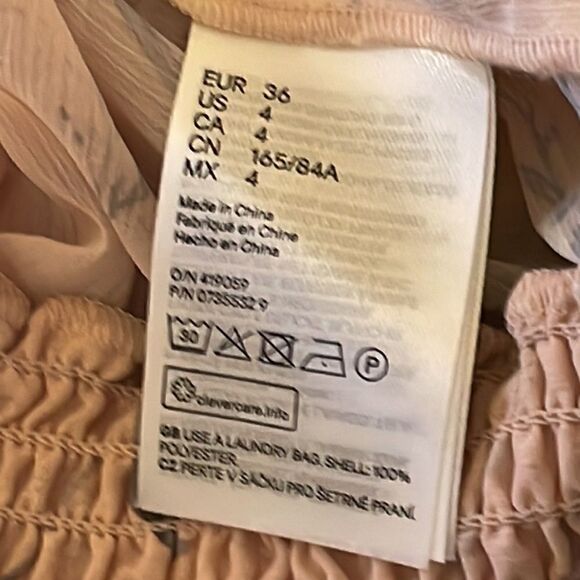 EUR 36
US 4
CA 4
CN 165/84A
MX 4
Made in China
Fabriqué en Chine
Hecho en China
O/N 419059
P/N 0735532 9
30
P
clevercare.info
GB USE A LAUNDRY BAG. SHELL: 100%
POLYESTER
CZ PERTE V SÁČKU PRO ŠETRNÉ PRANÍ.